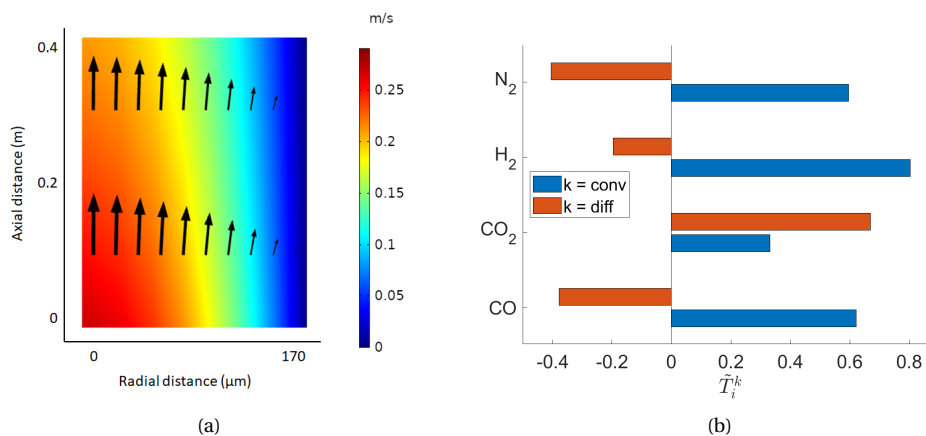 m/s
0.4
0.2
0
Axial distance (m)
0
170
Radial distance (µm)
0.25
0.2
0.15
0.1
0.05
0
(a)
N2
H2
CO2
CO
k = conv
k = diff
-0.4
-0.2
0
0.2
0.4
0.6
0.8
T̃ᵢᵏ
(b)